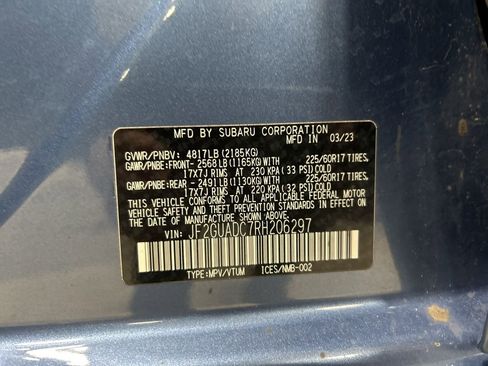 MFD BY SUBARU CORPORATION
MFD IN 03/23
GVWR/PNBV: 4817LB(2185KG)
GAWR/PNBE:FRONT- 2568LB(1165KG)WITH 225/60R17 TIRES,
17X7J RIMS AT 230 KPA (33 PSI)COLD
GAWR/PNBE:REAR - 2491LB(1130KG)WITH 225/60R17 TIRES,
17X7J RIMS AT 220 KPA (32 PSI)COLD
THIS VEHICLE CONFORMS TO ALL APPLICABLE U.S. FEDERAL
MOTOR VEHICLE SAFETY AND THEFT PREVENTION STANDARDS
IN EFFECT ON THE DATE OF MANUFACTURE SHOWN ABOVE.
VIN: JF2GUADC7RH206297
TYPE:MPV/VTUM ICES/NMB-002